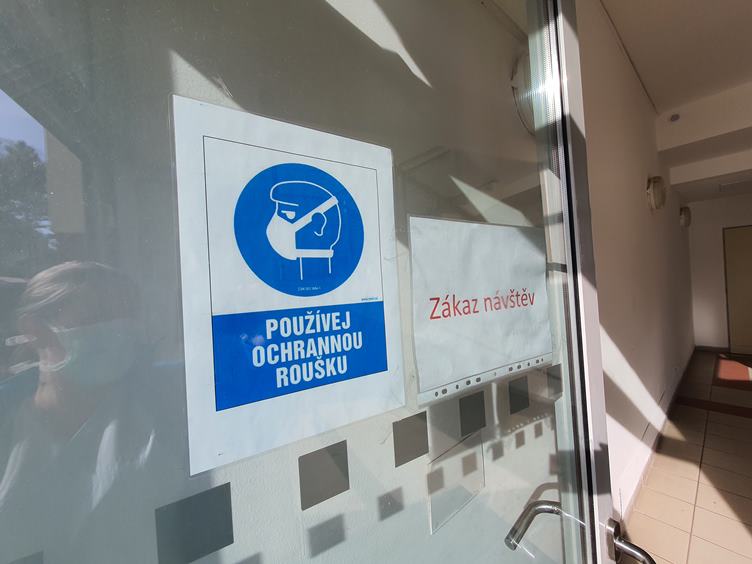 POUŽÍVEJ
OCHRANNOU
ROUŠKU
Zákaz návštěv